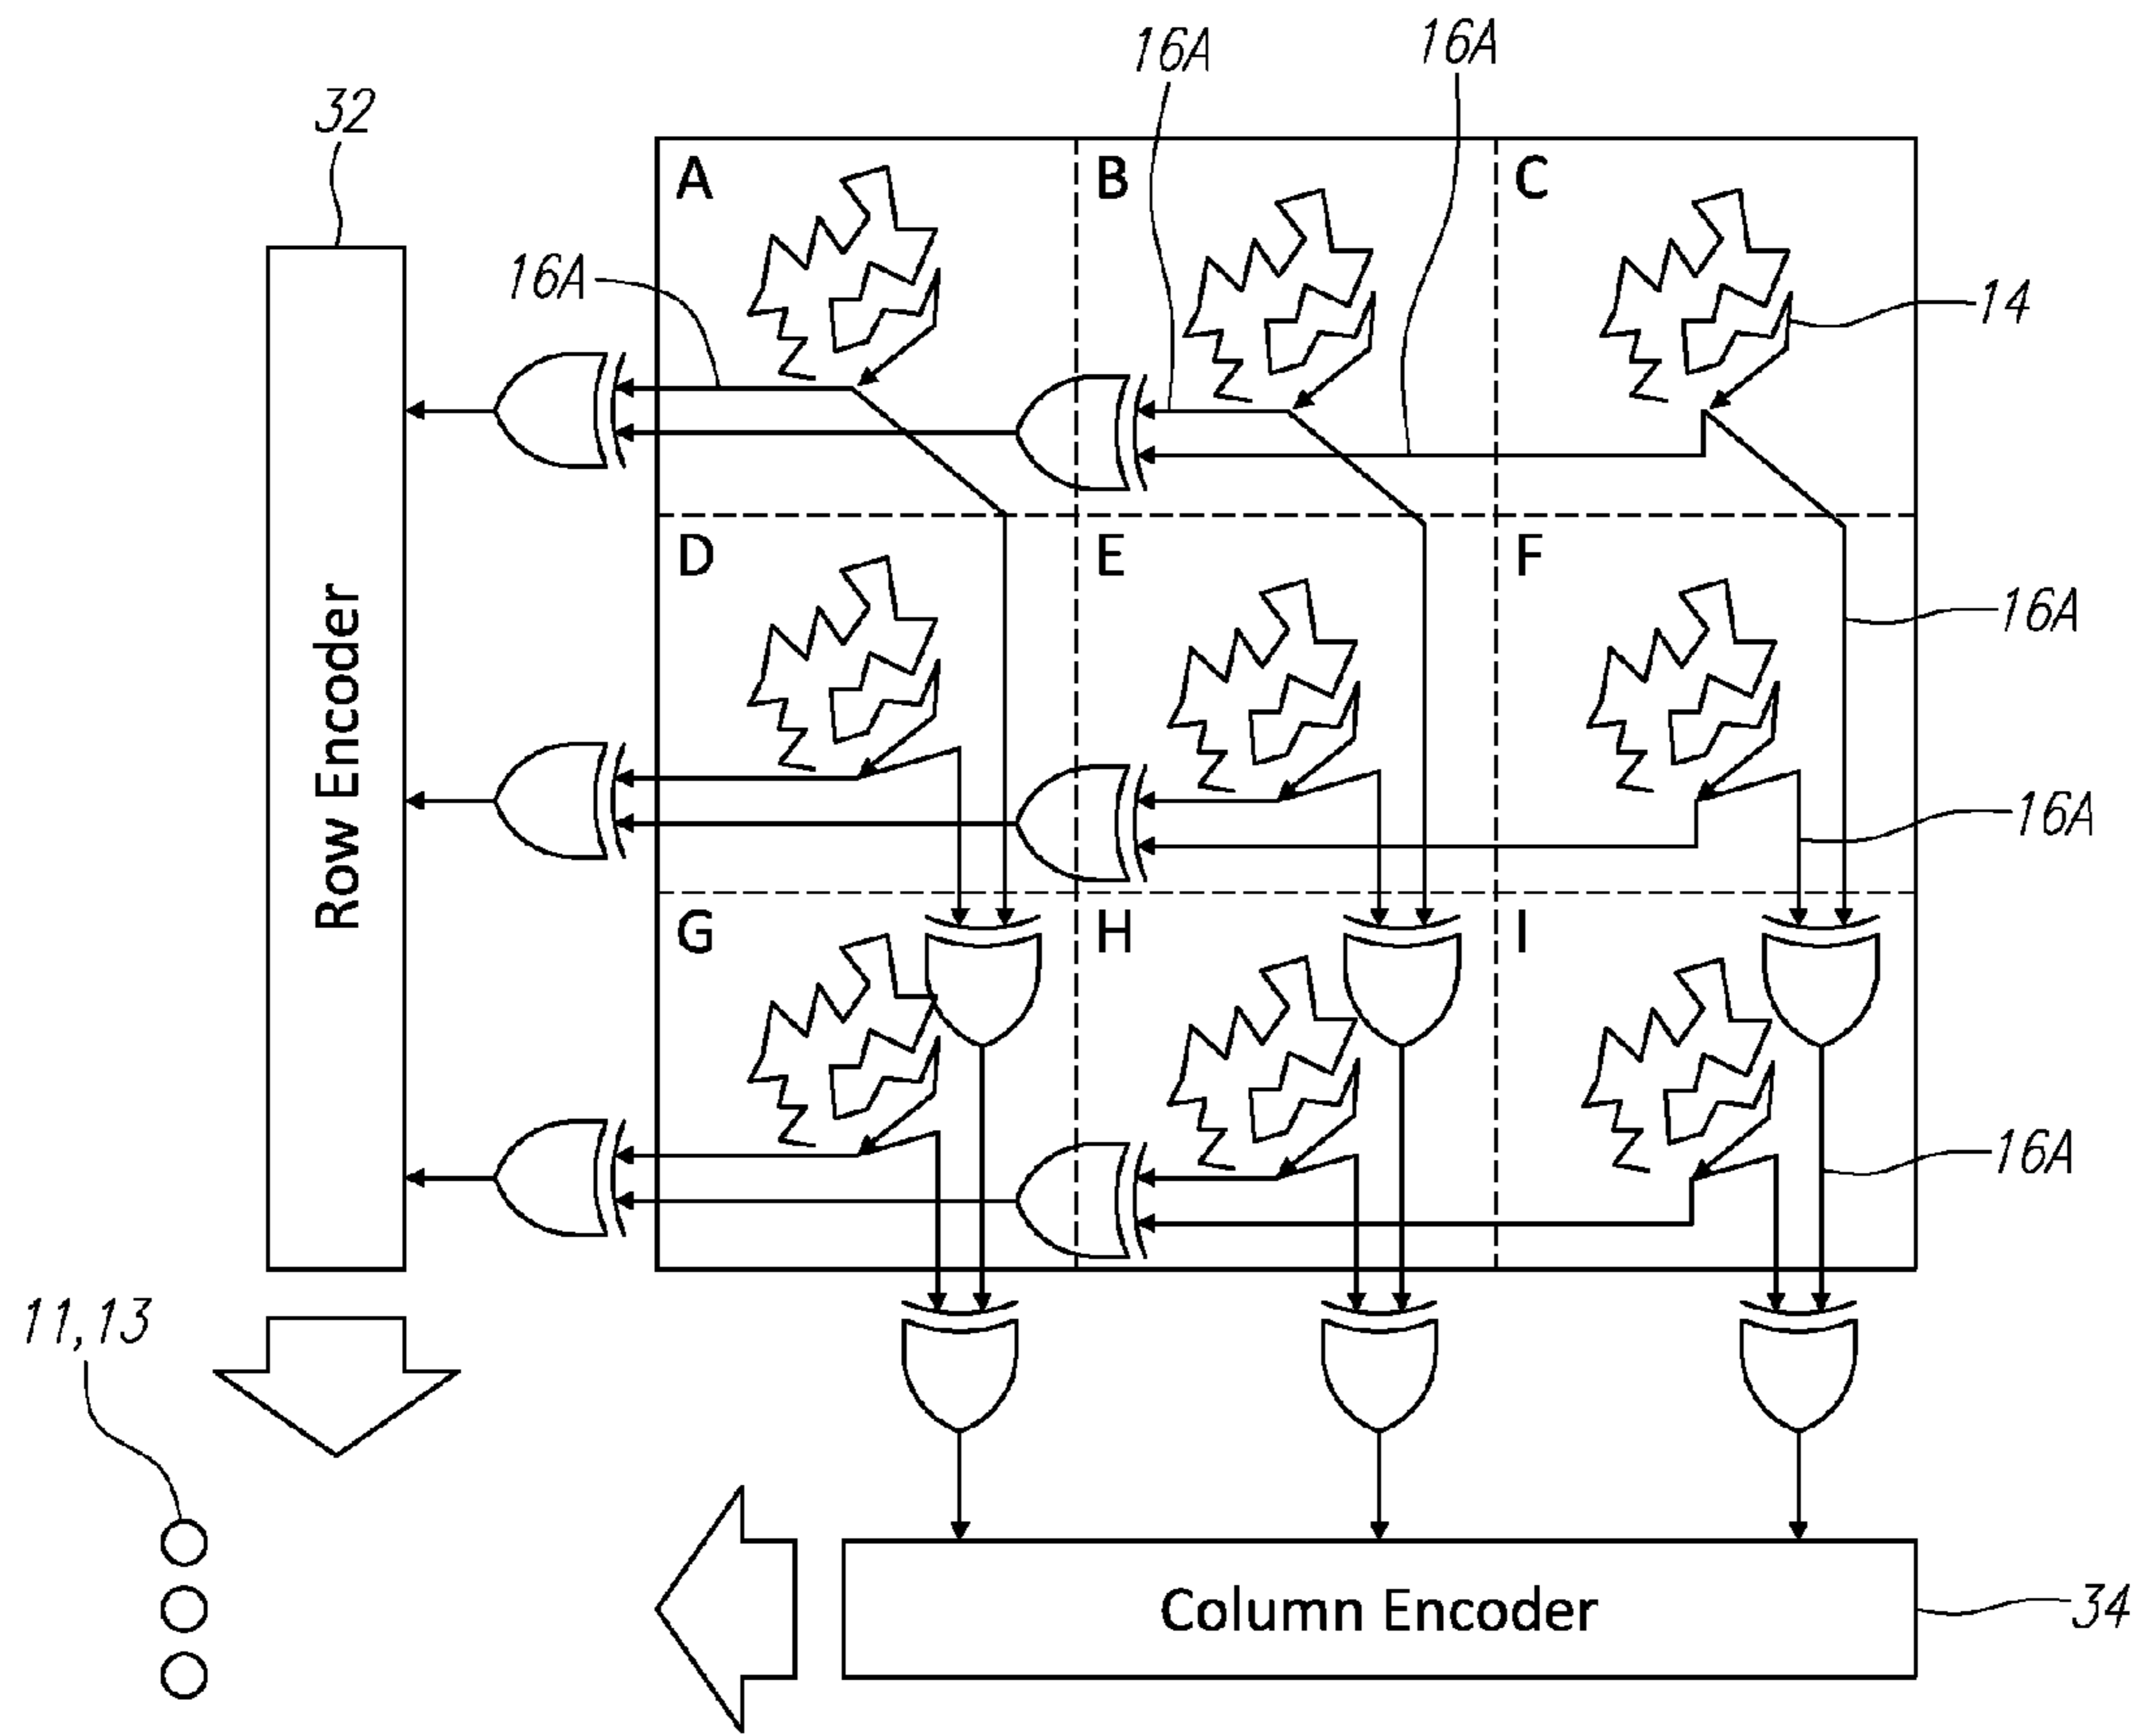 16A 16A
32
A B C
16A
14
D E F
16A
Row Encoder
16A
G H I
16A
11,13
Column Encoder
34